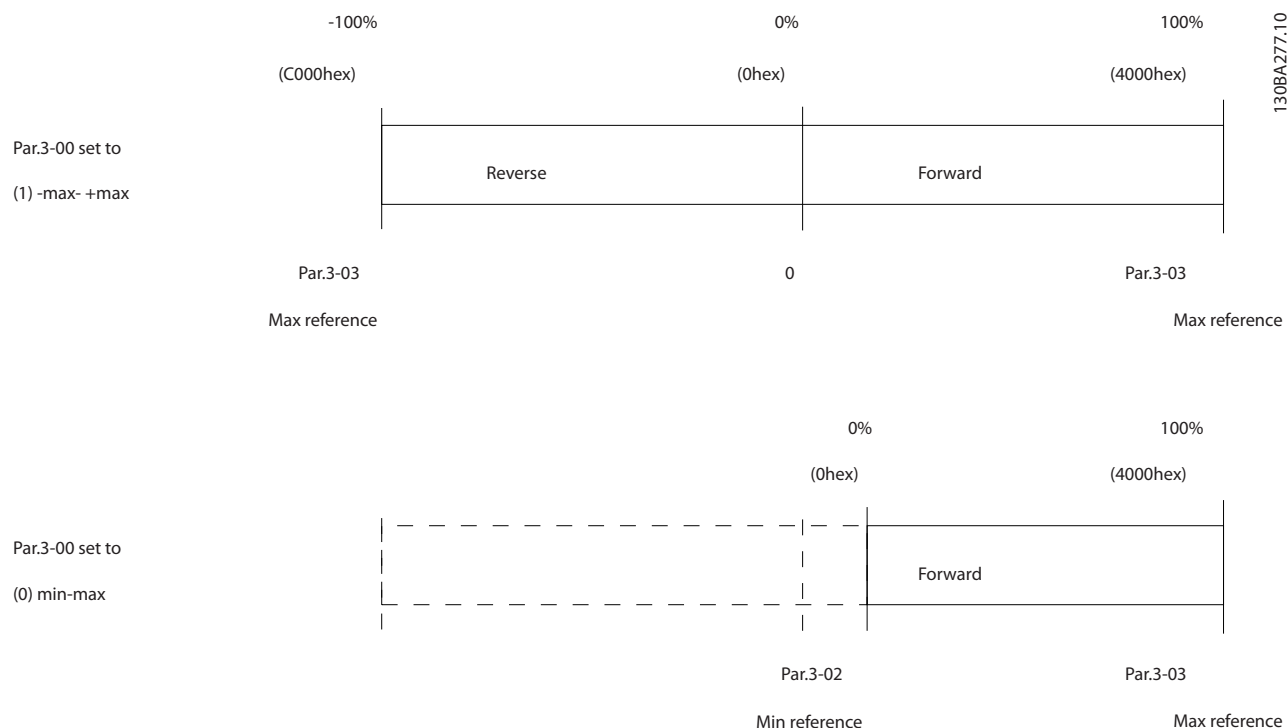 -100% 0% 100%
(C000hex) (0hex) (4000hex)
130BA277.10
Par.3-00 set to
(1) -max- +max
Reverse Forward
Par.3-03 0 Par.3-03
Max reference Max reference
0% 100%
(0hex) (4000hex)
Par.3-00 set to
(0) min-max
Forward
Par.3-02 Par.3-03
Min reference Max reference